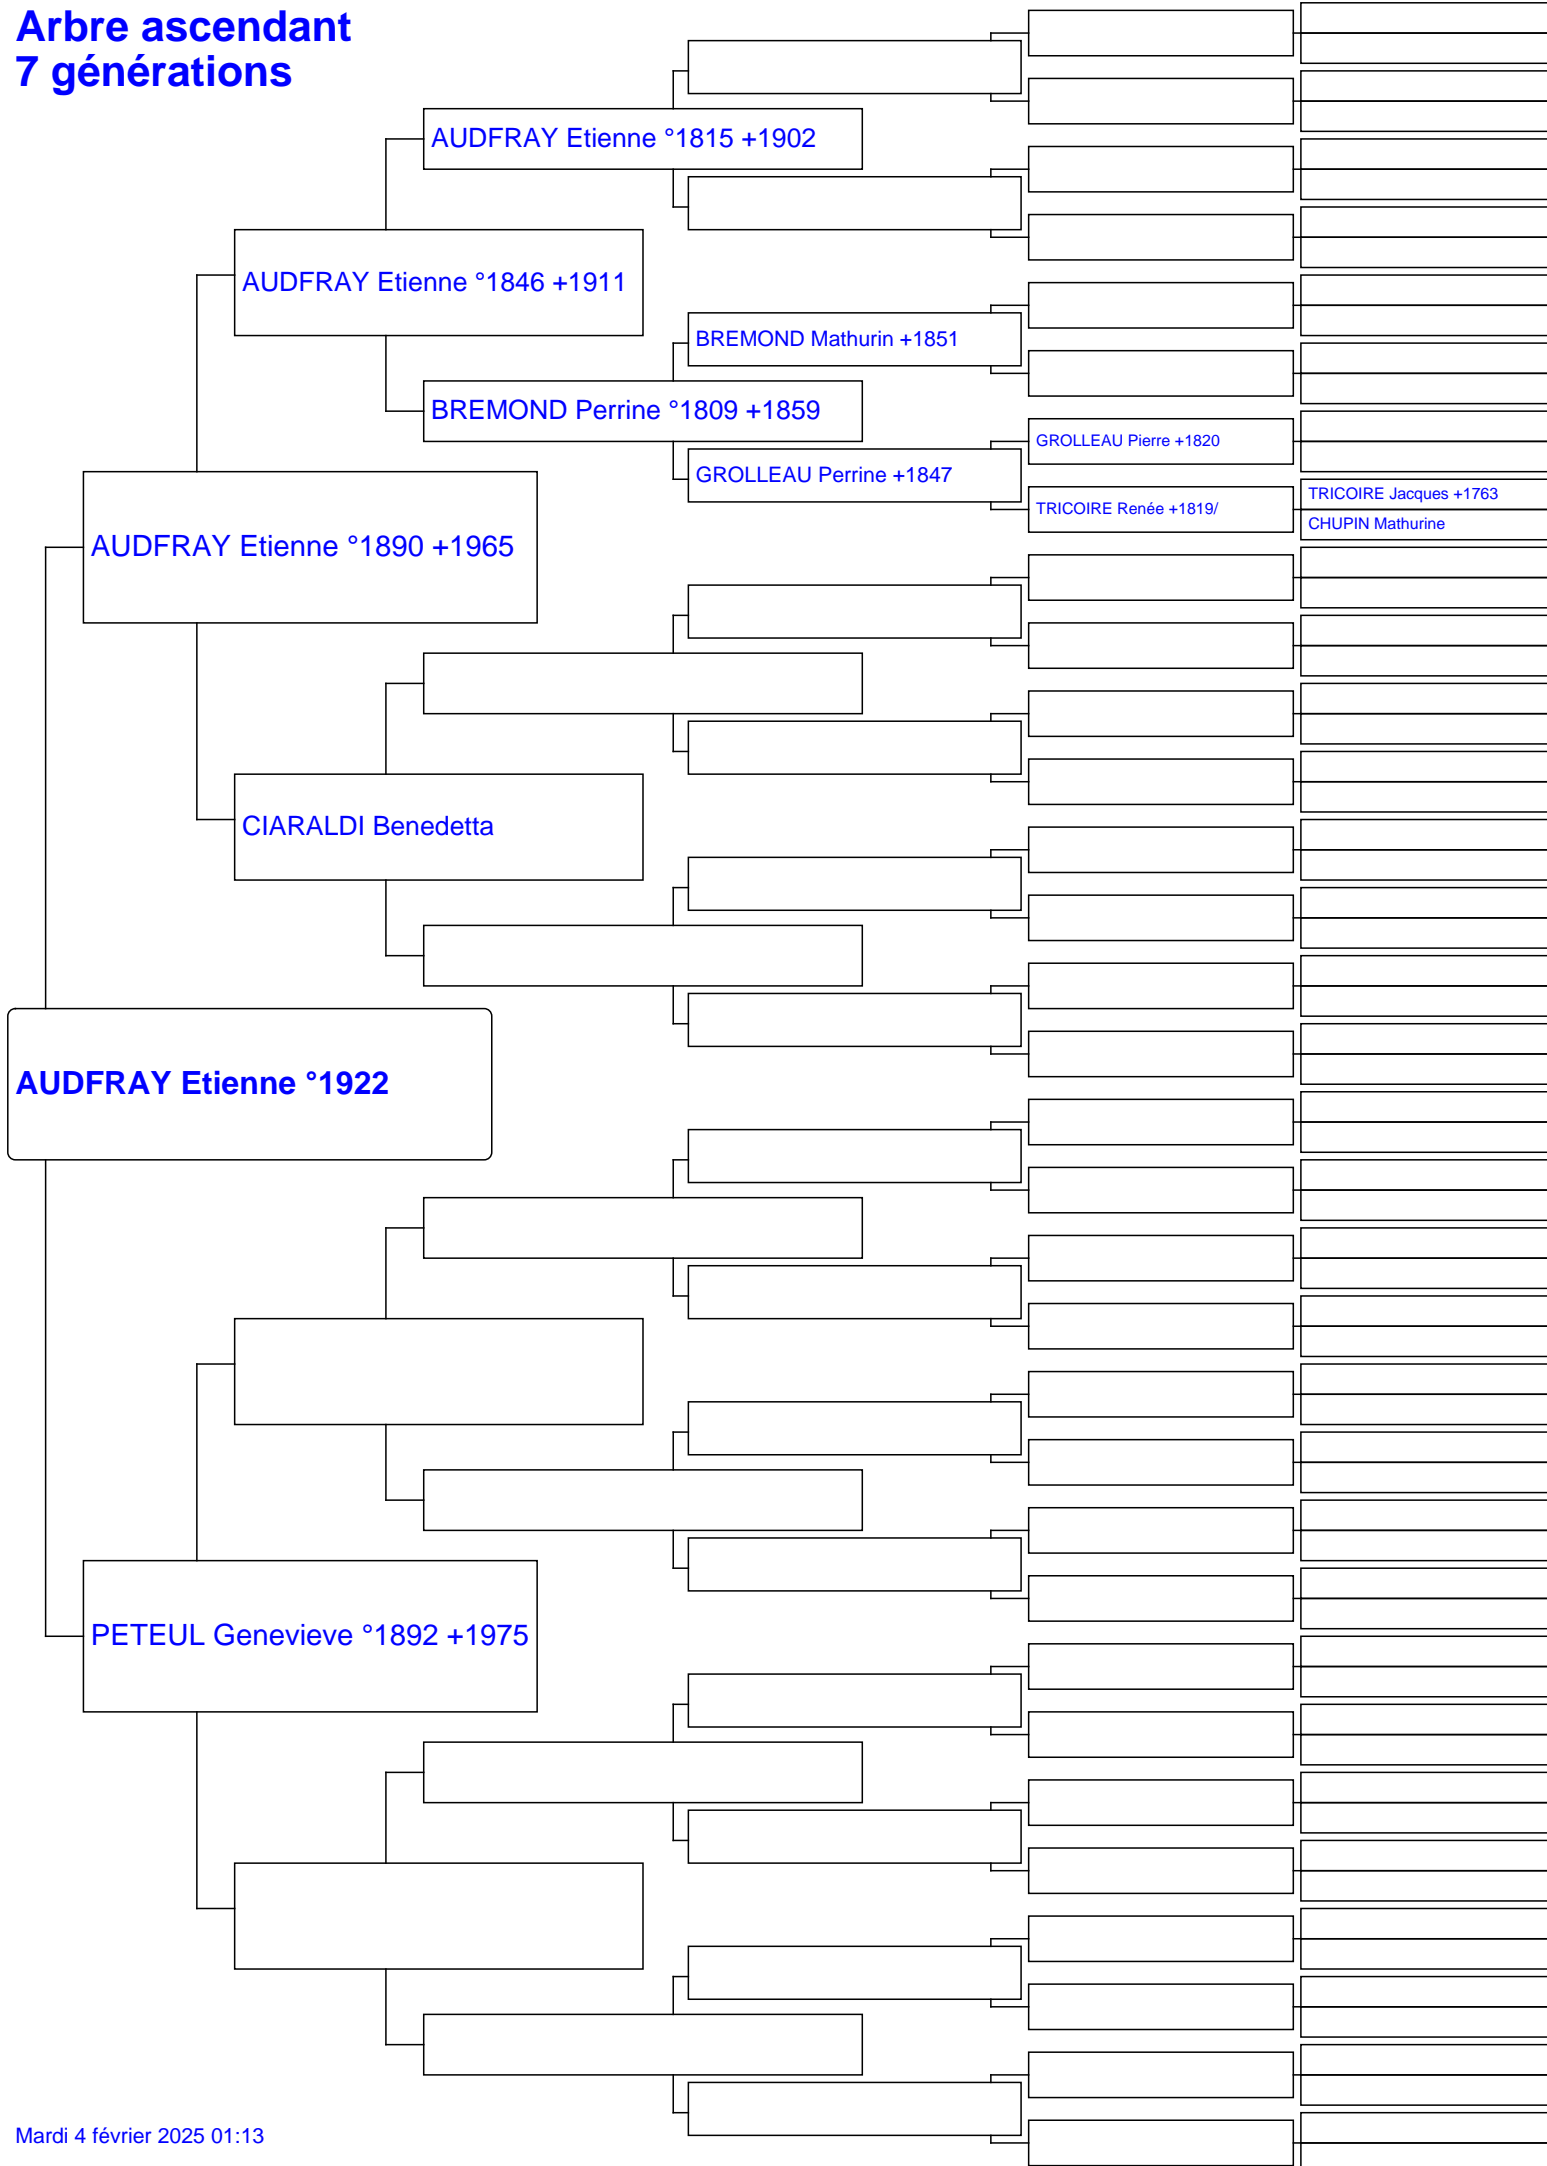 Arbre ascendant
7 générations
AUDFRAY Etienne °1815 +1902
AUDFRAY Etienne °1846 +1911
BREMOND Mathurin +1851
BREMOND Perrine °1809 +1859
GROLLEAU Pierre +1820
GROLLEAU Perrine +1847
TRICOIRE Jacques +1763
TRICOIRE Renée +1819/
CHUPIN Mathurine
AUDFRAY Etienne °1890 +1965
CIARALDI Benedetta
AUDFRAY Etienne °1922
PETEUL Genevieve °1892 +1975
Mardi 4 février 2025 01:13